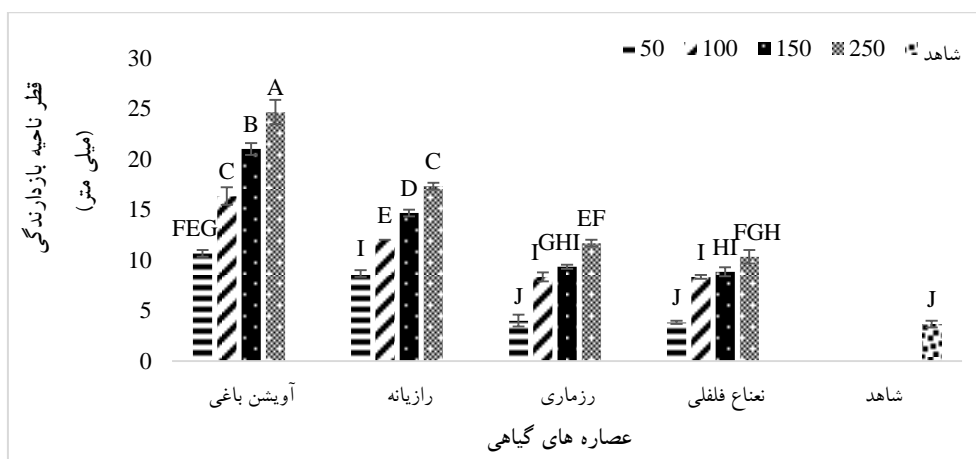 50 100 150 250 شاهد
قطر ناحیه بازدارندگی
(میلی متر)
30
25
20
15
10
5
0
FEG C B A
I E D C
J I GHI EF
J I HI FGH
J
آویشن باغی رازیانه رزماری نعناع فلفلی شاهد
عصاره های گیاهی